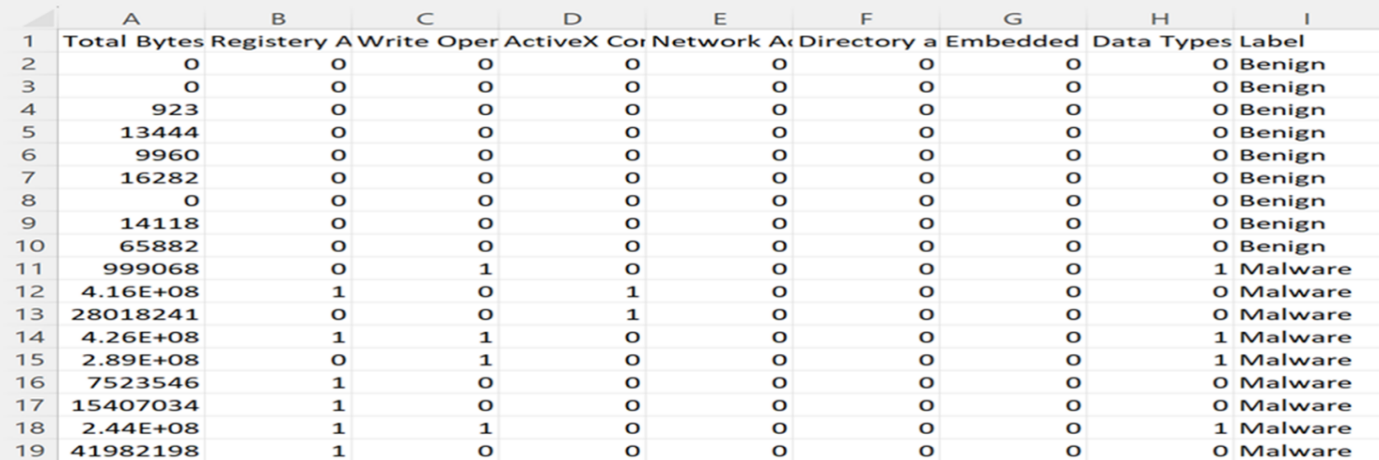 A B C D E F G H I
1 Total Bytes Registery A Write Oper ActiveX Cor Network Ac Directory a Embedded Data Types Label
2 0 0 0 0 0 0 0 0 Benign
3 0 0 0 0 0 0 0 0 Benign
4 923 0 0 0 0 0 0 0 Benign
5 13444 0 0 0 0 0 0 0 Benign
6 9960 0 0 0 0 0 0 0 Benign
7 16282 0 0 0 0 0 0 0 Benign
8 0 0 0 0 0 0 0 0 Benign
9 14118 0 0 0 0 0 0 0 Benign
10 65882 0 0 0 0 0 0 0 Benign
11 999068 0 1 0 0 0 0 1 Malware
12 4.16E+08 1 0 1 0 0 0 0 Malware
13 28018241 0 0 1 0 0 0 0 Malware
14 4.26E+08 1 1 0 0 0 0 1 Malware
15 2.89E+08 0 1 0 0 0 0 1 Malware
16 7523546 1 0 0 0 0 0 0 Malware
17 15407034 1 0 0 0 0 0 0 Malware
18 2.44E+08 1 1 0 0 0 0 1 Malware
19 41982198 1 0 0 0 0 0 0 Malware